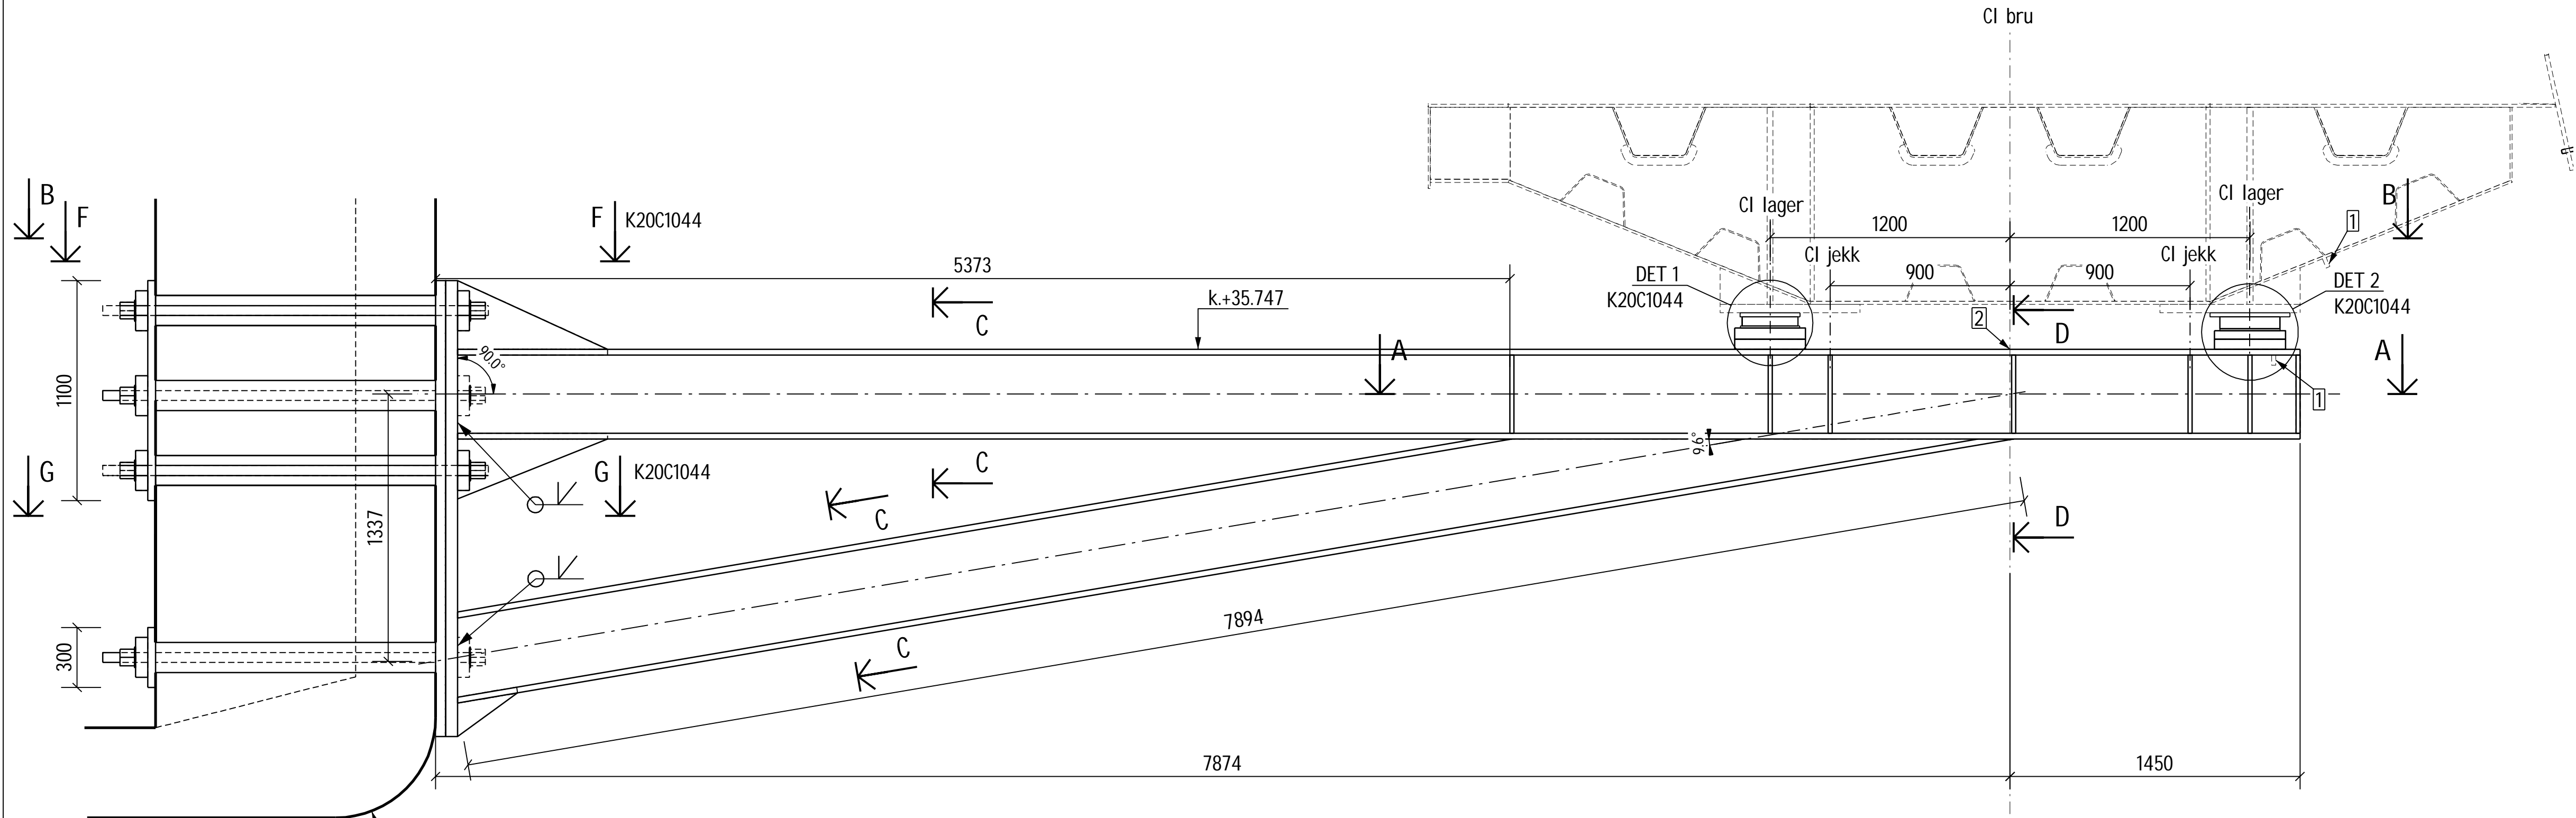 Cl bru
B
F
F K20C1044
Cl lager
Cl lager
B
1
1200
1200
Cl jekk
Cl jekk
5373
DET 1
K20C1044
900
900
DET 2
K20C1044
k.+35.747
C
2
D
A
A
90.0°
1100
1
9.6°
G
C
G K20C1044
C
1337
D
7894
C
300
7874
1450